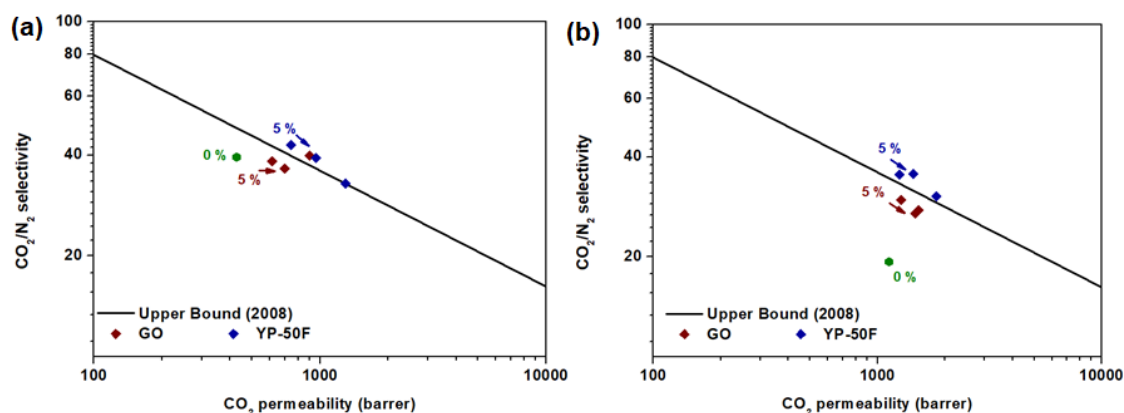 (a)
100
80
60
40
20
CO2/N2 selectivity
5 %
0 %
5 %
Upper Bound (2008)
GO
YP-50F
100
1000
10000
CO2 permeability (barrer)
(b)
100
80
60
40
20
CO2/N2 selectivity
5 %
5 %
0 %
Upper Bound (2008)
GO
YP-50F
100
1000
10000
CO2 permeability (barrer)